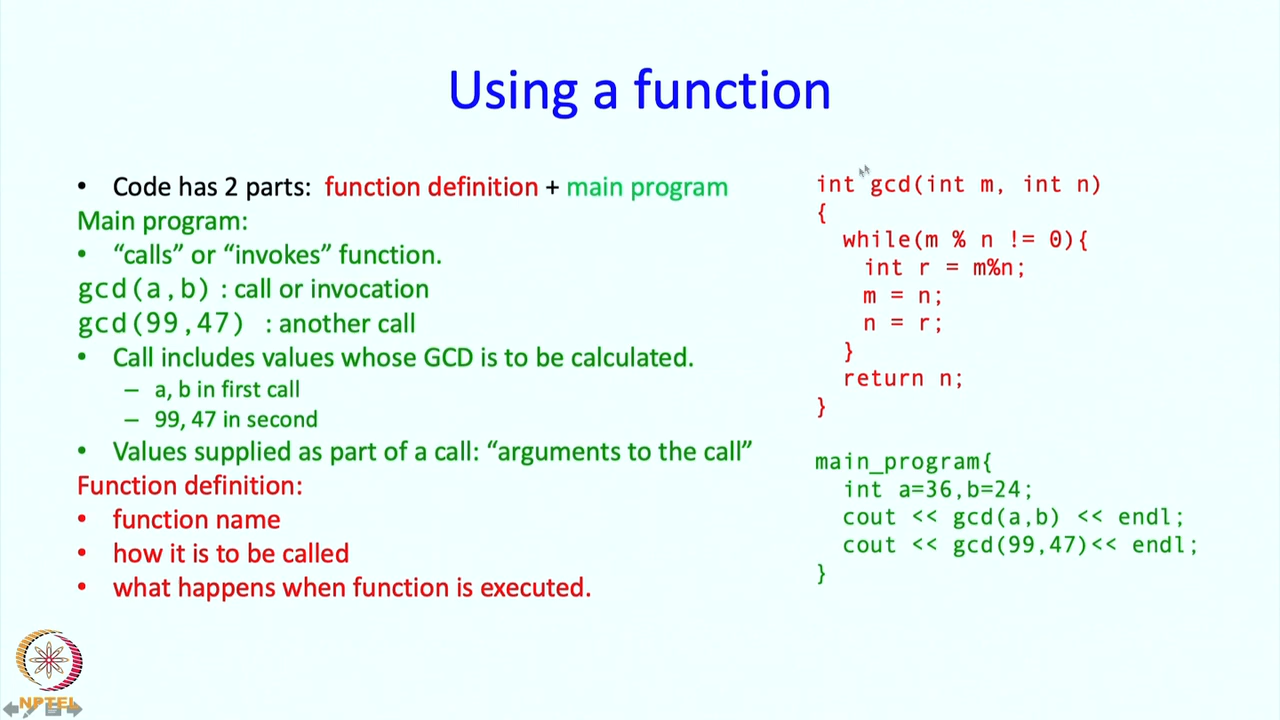 Using a function
• Code has 2 parts: function definition + main program
Main program:
• “calls” or “invokes” function.
gcd(a,b) : call or invocation
gcd(99,47) : another call
• Call includes values whose GCD is to be calculated.
– a, b in first call
– 99, 47 in second
• Values supplied as part of a call: “arguments to the call”
Function definition:
• function name
• how it is to be called
• what happens when function is executed.
int gcd(int m, int n)
{
while(m % n != 0){
int r = m%n;
m = n;
n = r;
}
return n;
}
main_program{
int a=36,b=24;
cout << gcd(a,b) << endl;
cout << gcd(99,47)<< endl;
}
NPTEL